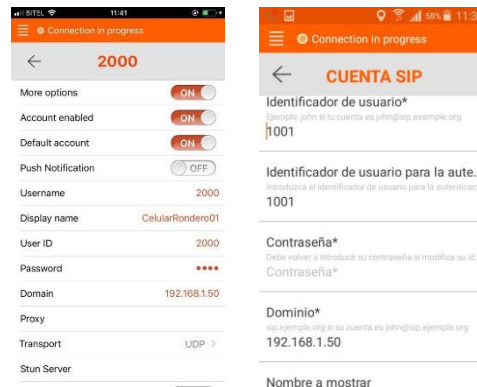 BITEL 11:41
Connection in progress
2000
More options ON
Account enabled ON
Default account ON
Push Notification OFF
Username 2000
Display name CelularRondero01
User ID 2000
Password ••••
Domain 192.168.1.50
Proxy
Transport UDP >
Stun Server
58% 11:3
Connection in progress
CUENTA SIP
Identificador de usuario*
Ejemplo: john si tu cuenta es john@sip.example.org
1001
Identificador de usuario para la aute.
Introduzca el identificador de usuario para la autenticac
1001
Contraseña*
Debe volver a introducir su contraseña si modifica su id.
Contraseña*
Dominio*
sip.ejemplo.org si su cuenta es john@sip.ejemplo.org
192.168.1.50
Nombre a mostrar